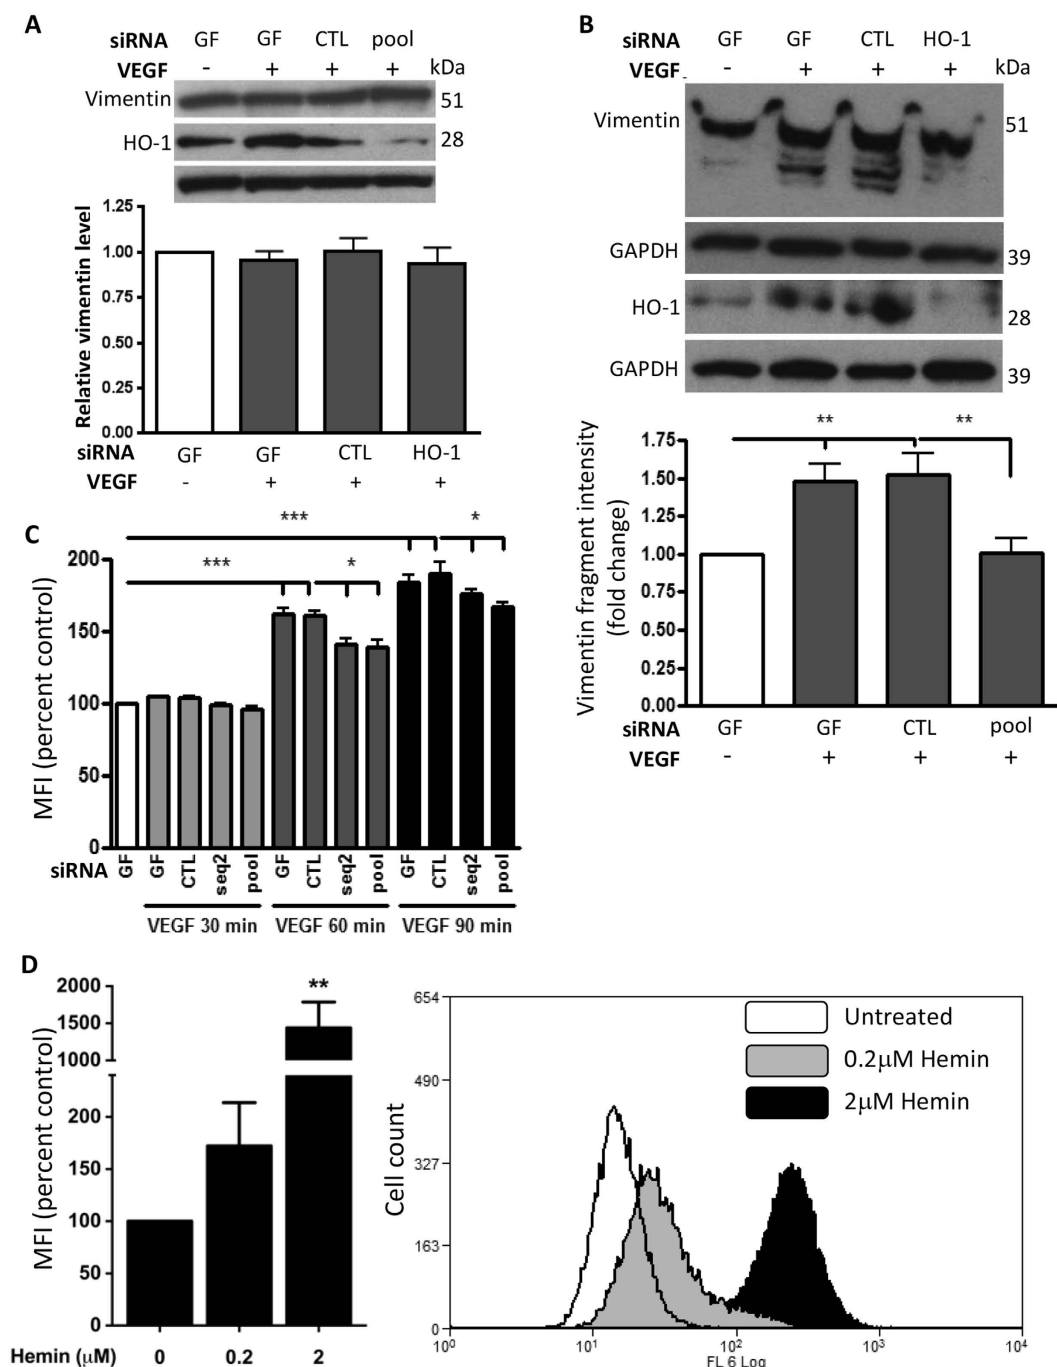 A
siRNA GF GF CTL pool
VEGF - + + + kDa
Vimentin 51
HO-1 28
1.25
1.00
0.75
0.50
0.25
0.00
Relative vimentin level
siRNA GF GF CTL HO-1
VEGF - + + +
B
siRNA GF GF CTL HO-1
VEGF - + + + kDa
Vimentin 51
GAPDH 39
HO-1 28
GAPDH 39
** **
1.75
1.50
1.25
1.00
0.75
0.50
0.25
0.00
Vimentin fragment intensity
(fold change)
siRNA GF GF CTL pool
VEGF - + + +
C
*** *
*** *
200
150
100
50
0
MFI (percent control)
siRNA GF GF CTL seq2 pool GF CTL seq2 pool GF CTL seq2 pool
VEGF 30 min VEGF 60 min VEGF 90 min
D
**
2000
1500
1000
200
150
100
50
0
MFI (percent control)
Hemin (µM) 0 0.2 2
654
490
327
163
0
Cell count
Untreated
0.2µM Hemin
2µM Hemin
10⁰ 10¹ 10² 10³ 10⁴
FL 6 Log